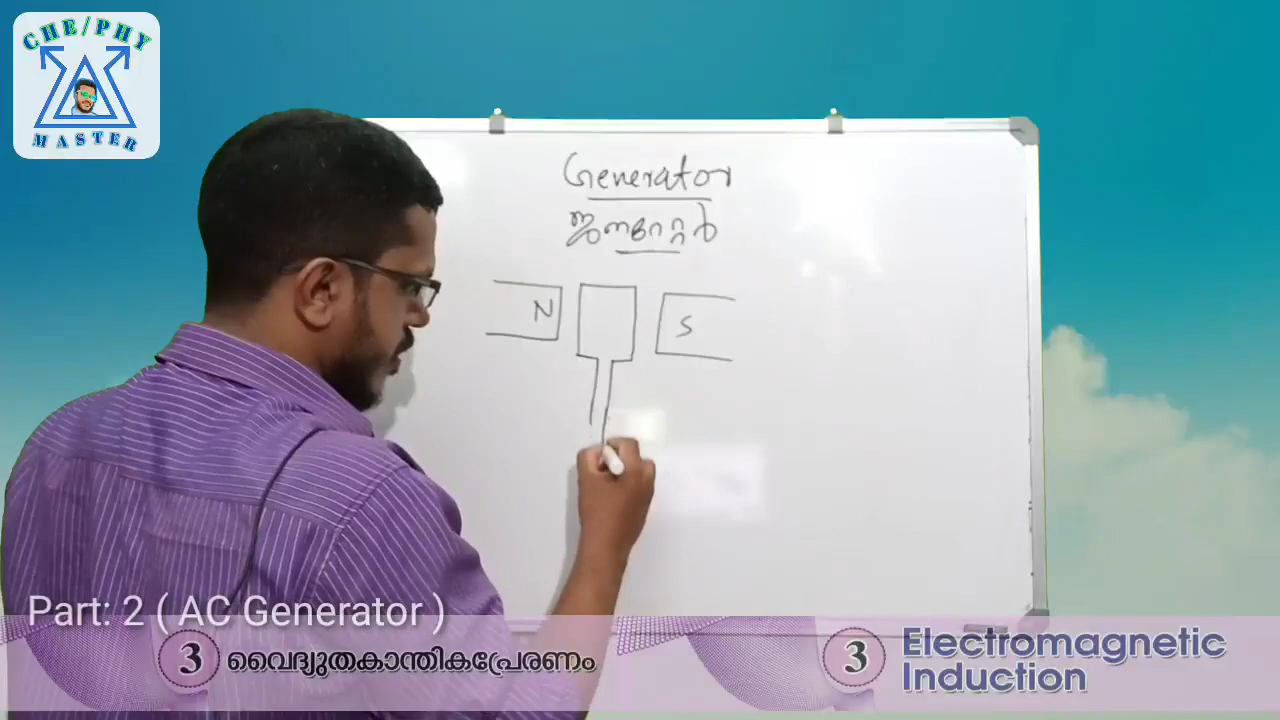 CHE/PHY
MASTER
Generator
ജനറേറ്റർ
N
S
Part: 2 ( AC Generator )
3 വൈദ്യുതകാന്തികപ്രേരണം
3 Electromagnetic
Induction